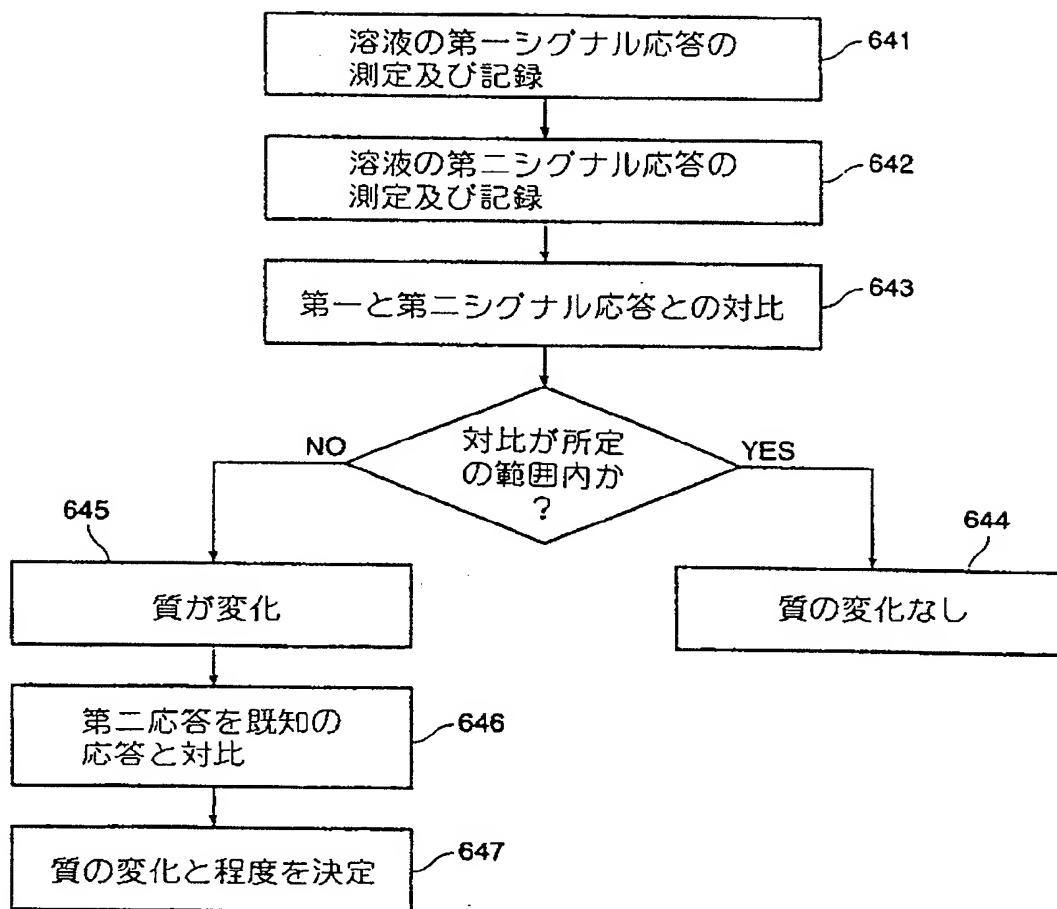 溶液の第一シグナル応答の
測定及び記録
641
溶液の第二シグナル応答の
測定及び記録
642
第一と第二シグナル応答との対比
643
対比が所定
の範囲内か
?
NO
YES
645
質が変化
644
質の変化なし
第二応答を既知の
応答と対比
646
質の変化と程度を決定
647